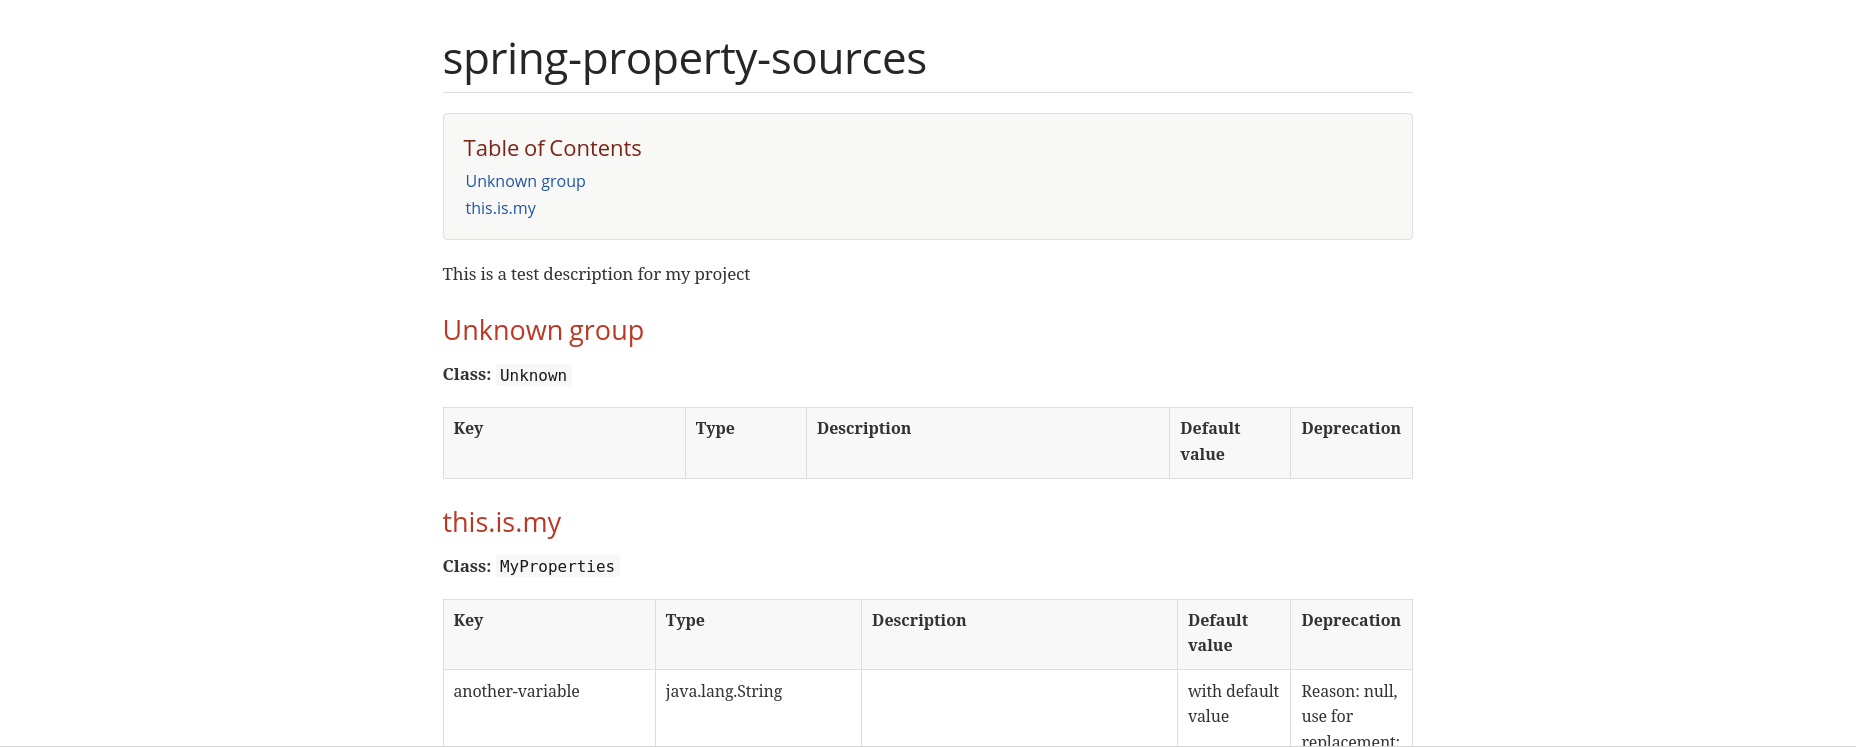 spring-property-sources
Table of Contents
Unknown group
this.is.my
This is a test description for my project
Unknown group
Class: Unknown
Key Type Description Default value Deprecation
this.is.my
Class: MyProperties
Key Type Description Default value Deprecation
another-variable java.lang.String with default value Reason: null, use for replacement: